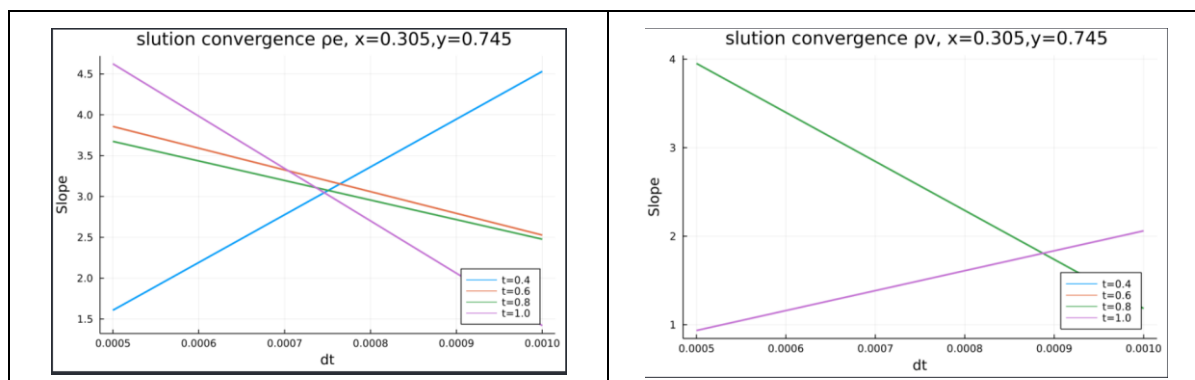 slution convergence ρe, x=0.305,y=0.745
4.5
4.0
3.5
3.0
2.5
2.0
1.5
Slope
t=0.4
t=0.6
t=0.8
t=1.0
0.0005 0.0006 0.0007 0.0008 0.0009 0.0010
dt
slution convergence ρv, x=0.305,y=0.745
4
3
2
1
Slope
t=0.4
t=0.6
t=0.8
t=1.0
0.0005 0.0006 0.0007 0.0008 0.0009 0.0010
dt